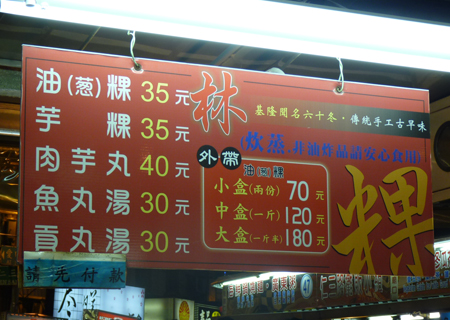 油(葱)粿 35元
芋粿 35元
肉芋丸 40元
魚丸湯 30元
貢丸湯 30元
請先付款
林
基隆聞名六十冬·傳統手工古早味
(炊蒸,非油炸品請安心食用)
外帶
油(葱)粿
小盒(兩份) 70元
中盒(一斤) 120元
大盒(一斤半) 180元
粿